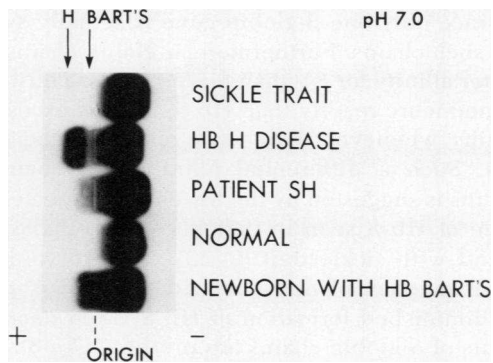 H BART'S
pH 7.0
SICKLE TRAIT
HB H DISEASE
PATIENT SH
NORMAL
NEWBORN WITH HB BART'S
+
−
ORIGIN